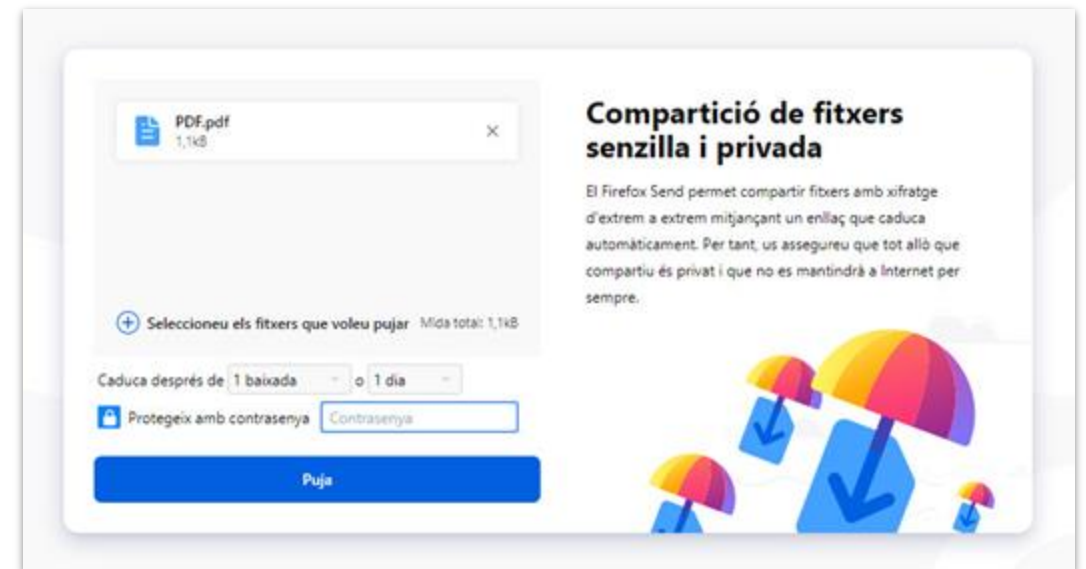 PDF.pdf
1,1kB
Seleccioneu els fitxers que voleu pujar Mida total: 1,1kB
Caduca després de 1 baixada o 1 dia
Protegeix amb contrasenya Contrasenya
Puja
Compartició de fitxers
senzilla i privada
El Firefox Send permet compartir fitxers amb xifratge
d'extrem a extrem mitjançant un enllaç que caduca
automàticament. Per tant, us assegureu que tot allò que
compartiu és privat i que no es mantindrà a Internet per
sempre.